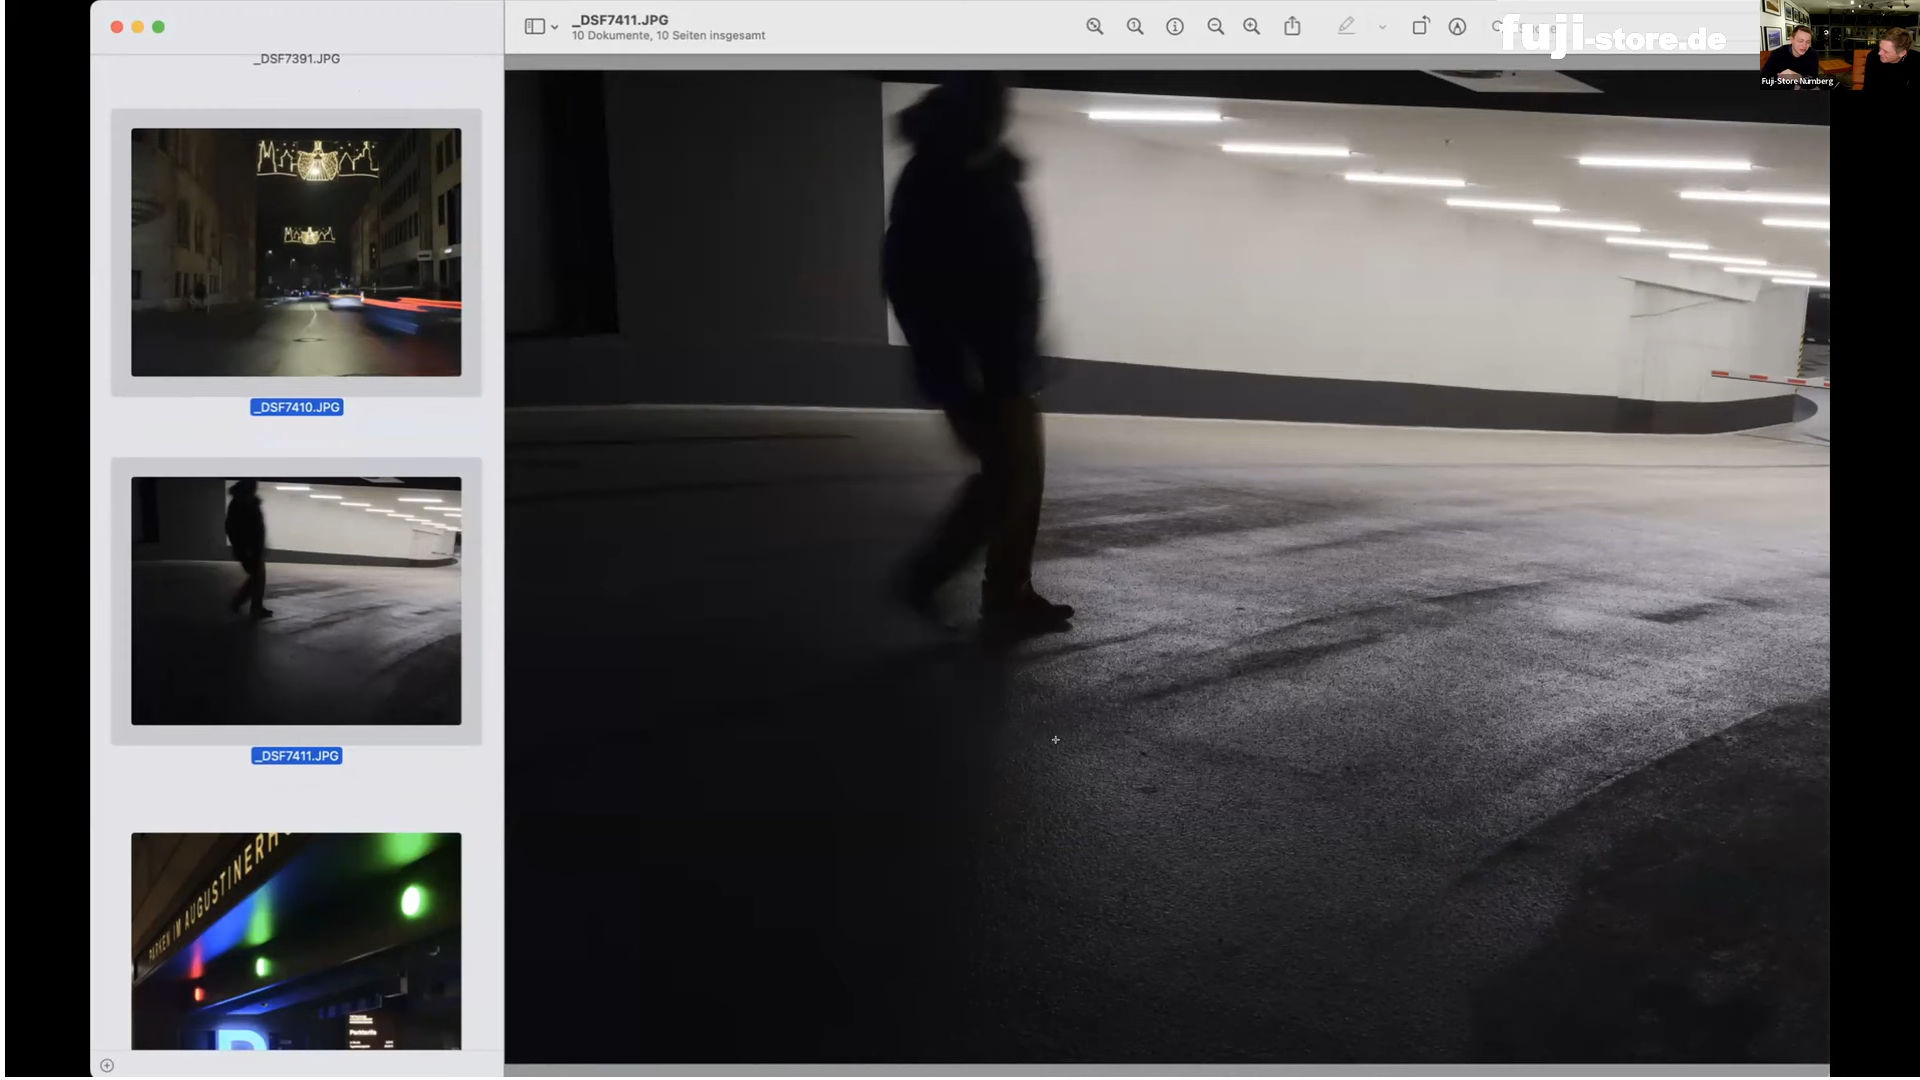 _DSF7391.JPG
_DSF7411.JPG
10 Dokumente, 10 Seiten insgesamt
fuji-store.de
Fuji-Store Nürnberg
_DSF7410.JPG
_DSF7411.JPG
PARKEN IM AUGUSTINERH
P
Parktarife